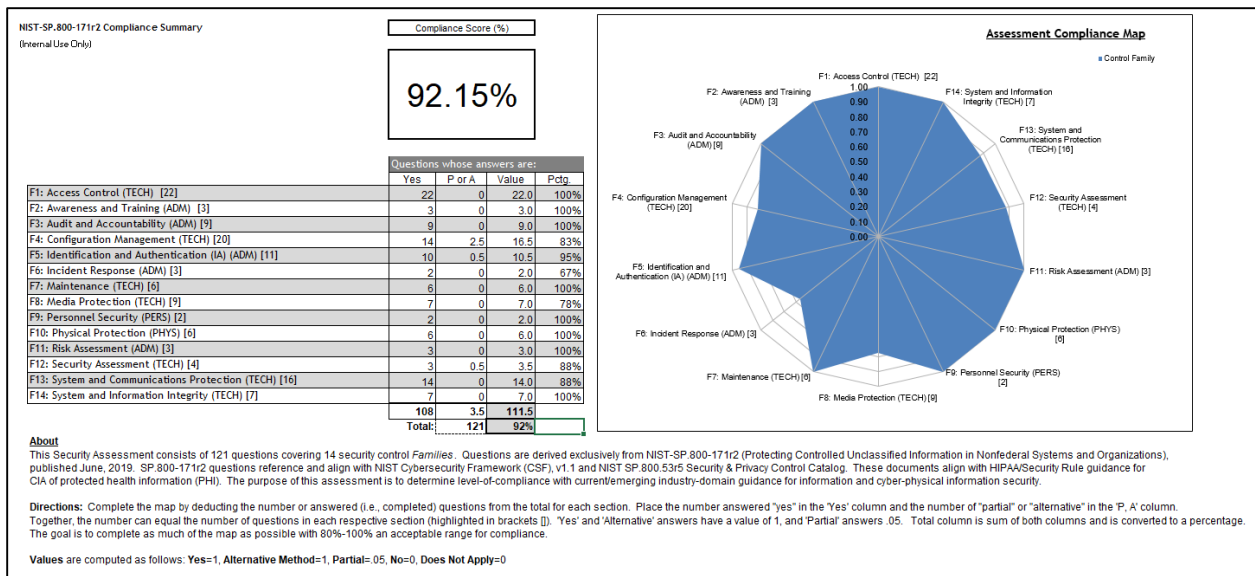 NIST-SP.800-171r2 Compliance Summary
(Internal Use Only)
Compliance Score (%)
92.15%
Questions whose answers are:
Yes P or A Value Pctg.
F1: Access Control (TECH) [22] 22 0 22.0 100%
F2: Awareness and Training (ADM) [3] 3 0 3.0 100%
F3: Audit and Accountability (ADM) [9] 9 0 9.0 100%
F4: Configuration Management (TECH) [20] 14 2.5 16.5 83%
F5: Identification and Authentication (IA) (ADM) [11] 10 0.5 10.5 95%
F6: Incident Response (ADM) [3] 2 0 2.0 67%
F7: Maintenance (TECH) [6] 6 0 6.0 100%
F8: Media Protection (TECH) [9] 7 0 7.0 78%
F9: Personnel Security (PERS) [2] 2 0 2.0 100%
F10: Physical Protection (PHYS) [6] 6 0 6.0 100%
F11: Risk Assessment (ADM) [3] 3 0 3.0 100%
F12: Security Assessment (TECH) [4] 3 0.5 3.5 88%
F13: System and Communications Protection (TECH) [16] 14 0 14.0 88%
F14: System and Information Integrity (TECH) [7] 7 0 7.0 100%
108 3.5 111.5
Total: 121 92%
Assessment Compliance Map
Control Family
F1: Access Control (TECH) [22]
F14: System and Information
Integrity (TECH) [7]
F13: System and
Communications Protection
(TECH) [16]
F12: Security Assessment
(TECH) [4]
F11: Risk Assessment (ADM) [3]
F10: Physical Protection (PHYS)
[6]
F9: Personnel Security (PERS)
[2]
F8: Media Protection (TECH) [9]
F7: Maintenance (TECH) [6]
F6: Incident Response (ADM) [3]
F5: Identification and
Authentication (IA) (ADM) [11]
F4: Configuration Management
(TECH) [20]
F3: Audit and Accountability
(ADM) [9]
F2: Awareness and Training
(ADM) [3]
1.00
0.90
0.80
0.70
0.60
0.50
0.40
0.30
0.20
0.10
0.00
About
This Security Assessment consists of 121 questions covering 14 security control Families. Questions are derived exclusively from NIST-SP.800-171r2 (Protecting Controlled Unclassified Information in Nonfederal Systems and Organizations),
published June, 2019. SP.800-171r2 questions reference and align with NIST Cybersecurity Framework (CSF), v1.1 and NIST SP.800.53r5 Security & Privacy Control Catalog. These documents align with HIPAA/Security Rule guidance for
CIA of protected health information (PHI). The purpose of this assessment is to determine level-of-compliance with current/emerging industry-domain guidance for information and cyber-physical information security.
Directions: Complete the map by deducting the number or answered (i.e., completed) questions from the total for each section. Place the number answered "yes" in the 'Yes' column and the number of "partial" or "alternative" in the 'P, A' column.
Together, the number can equal the number of questions in each respective section (highlighted in brackets []). 'Yes' and 'Alternative' answers have a value of 1, and 'Partial' answers .05. Total column is sum of both columns and is converted to a percentage.
The goal is to complete as much of the map as possible with 80%-100% an acceptable range for compliance.
Values are computed as follows: Yes=1, Alternative Method=1, Partial=.05, No=0, Does Not Apply=0